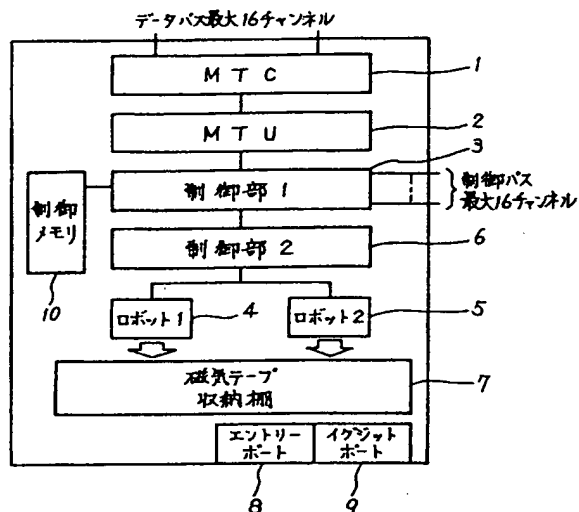 データパス最大16チャンネル
MTC
1
MTU
2
3
制御部1
制御パス
最大16チャンネル
制御
メモリ
10
制御部2
6
ロボット1
4
ロボット2
5
磁気テープ
収納棚
7
エントリー
ポート
イグジット
ポート
8
9